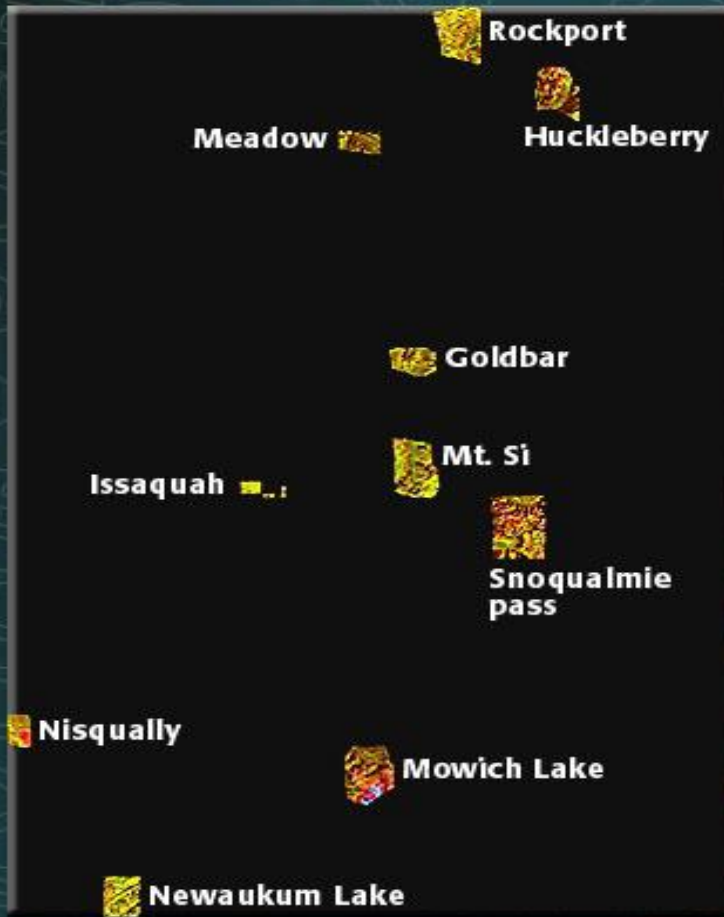 Rockport
Meadow
Huckleberry
Goldbar
Mt. Si
Issaquah
Snoqualmie
pass
Nisqually
Mowich Lake
Newaukum Lake